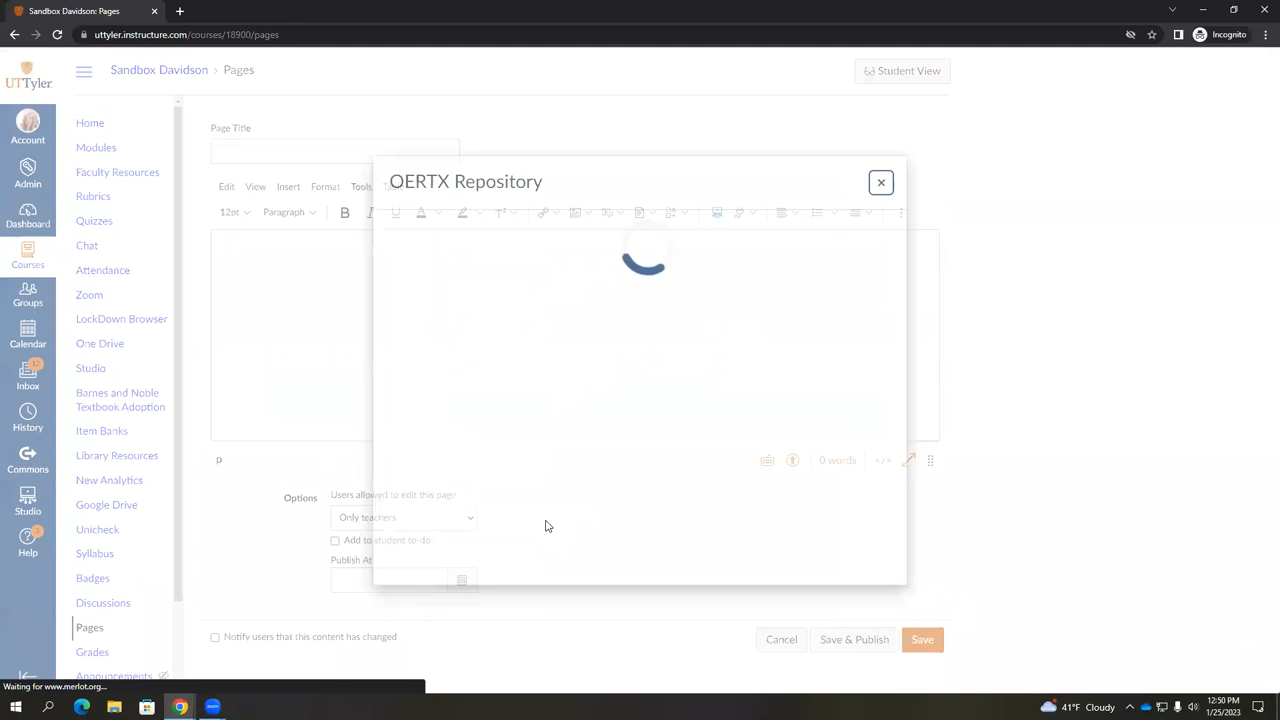 Sandbox Davidson
uttyler.instructure.com/courses/18900/pages
Incognito
UTTyler
Sandbox Davidson › Pages
Student View
Account
Admin
Dashboard
Courses
Groups
Calendar
12
Inbox
History
Commons
Studio
Help
Home
Modules
Faculty Resources
Rubrics
Quizzes
Chat
Attendance
Zoom
LockDown Browser
One Drive
Studio
Barnes and Noble
Textbook Adoption
Item Banks
Library Resources
New Analytics
Google Drive
Unicheck
Syllabus
Badges
Discussions
Pages
Grades
Announcements
Page Title
Edit View Insert Format Tools Table
12pt Paragraph B I U A
OERTX Repository
p
0 words </>
Options
Users allowed to edit this page
Only teachers
Add to student to-do
Publish At
Notify users that this content has changed
Cancel Save & Publish Save
Waiting for www.merlot.org...
41°F Cloudy
12:50 PM
1/25/2023